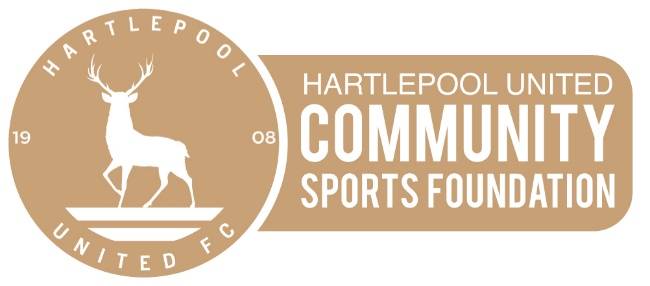 HARTLEPOOL
19 08
UNITED FC
HARTLEPOOL UNITED
COMMUNITY
SPORTS FOUNDATION